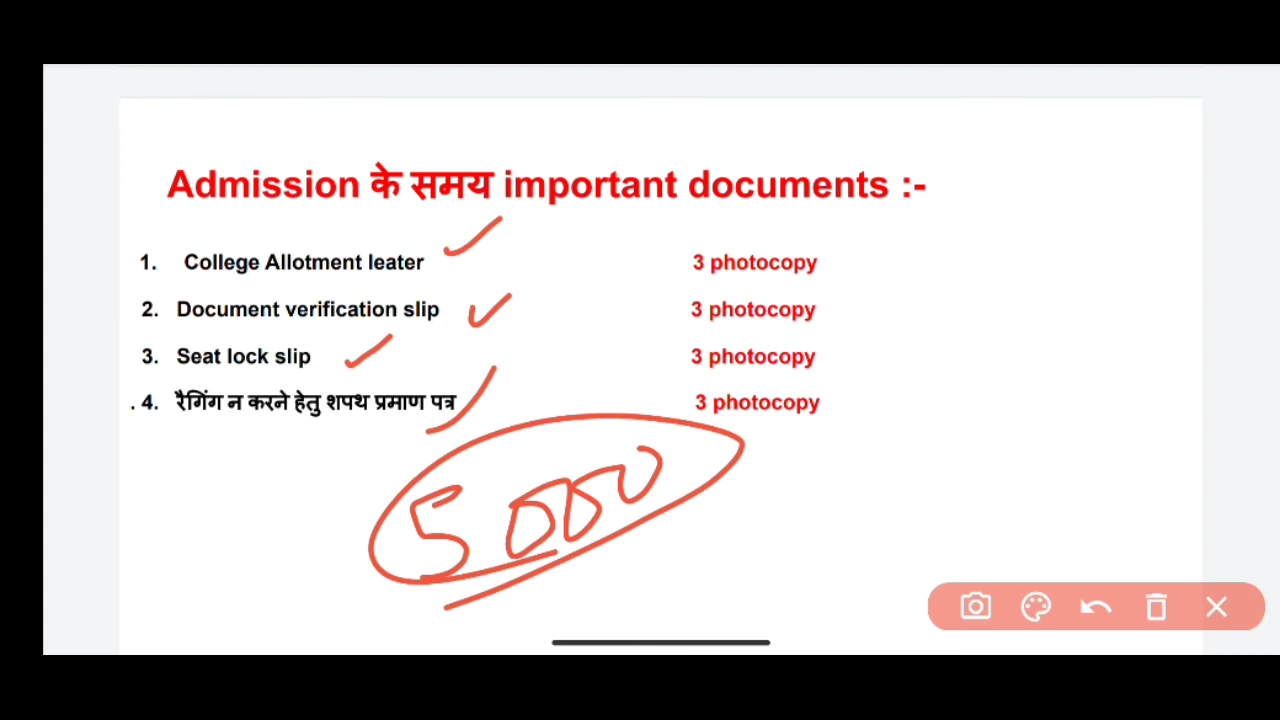 Admission के समय important documents :-
1. College Allotment leater 3 photocopy
2. Document verification slip 3 photocopy
3. Seat lock slip 3 photocopy
. 4. रैगिंग न करने हेतु शपथ प्रमाण पत्र 3 photocopy
5000